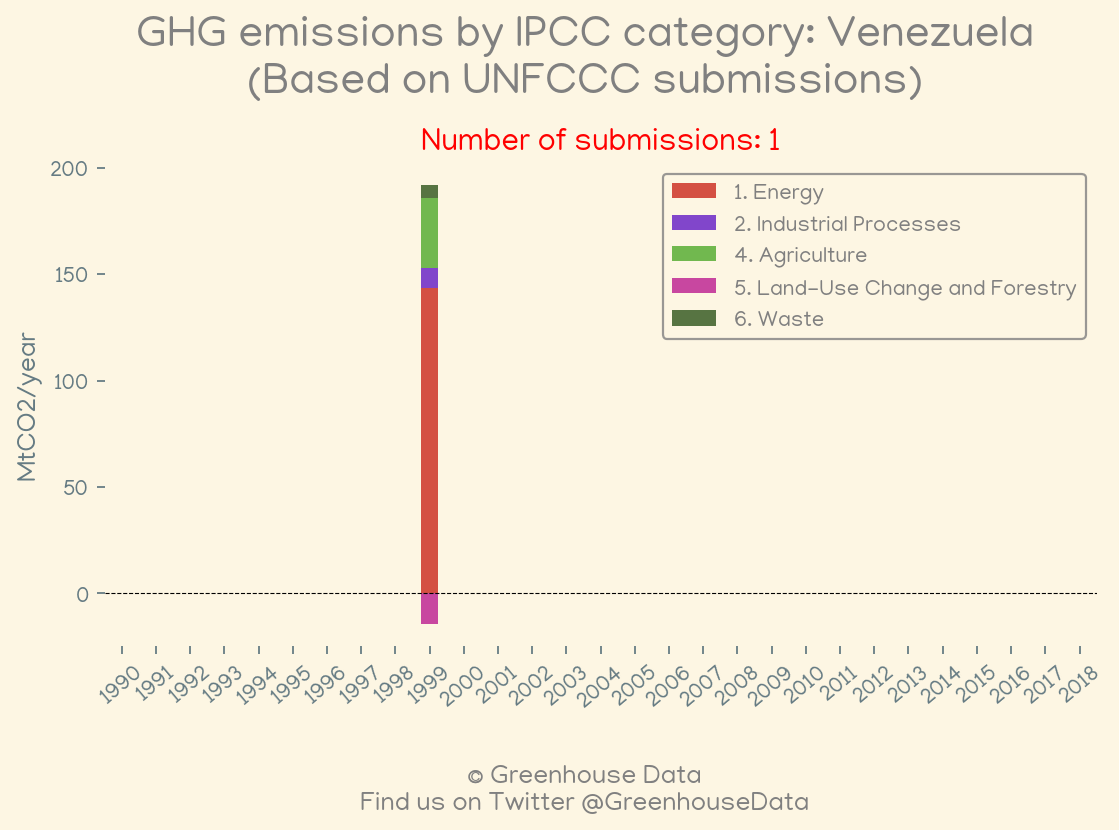 GHG emissions by IPCC category: Venezuela
(Based on UNFCCC submissions)
Number of submissions: 1
200
150
100
50
0
MtCO2/year
1. Energy
2. Industrial Processes
4. Agriculture
5. Land-Use Change and Forestry
6. Waste
1990 1991 1992 1993 1994 1995 1996 1997 1998 1999 2000 2001 2002 2003 2004 2005 2006 2007 2008 2009 2010 2011 2012 2013 2014 2015 2016 2017 2018
© Greenhouse Data
Find us on Twitter @GreenhouseData